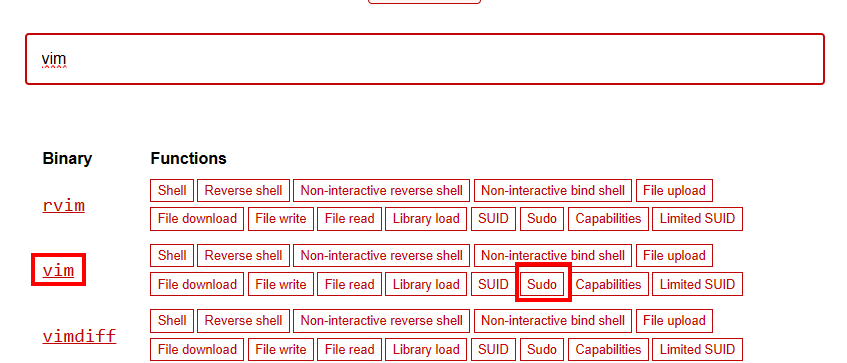 vim
Binary Functions
Shell Reverse shell Non-interactive reverse shell Non-interactive bind shell File upload
rvim
File download File write File read Library load SUID Sudo Capabilities Limited SUID
Shell Reverse shell Non-interactive reverse shell Non-interactive bind shell File upload
vim
File download File write File read Library load SUID Sudo Capabilities Limited SUID
Shell Reverse shell Non-interactive reverse shell Non-interactive bind shell File upload
vimdiff
File download File write File read Library load SUID Sudo Capabilities Limited SUID